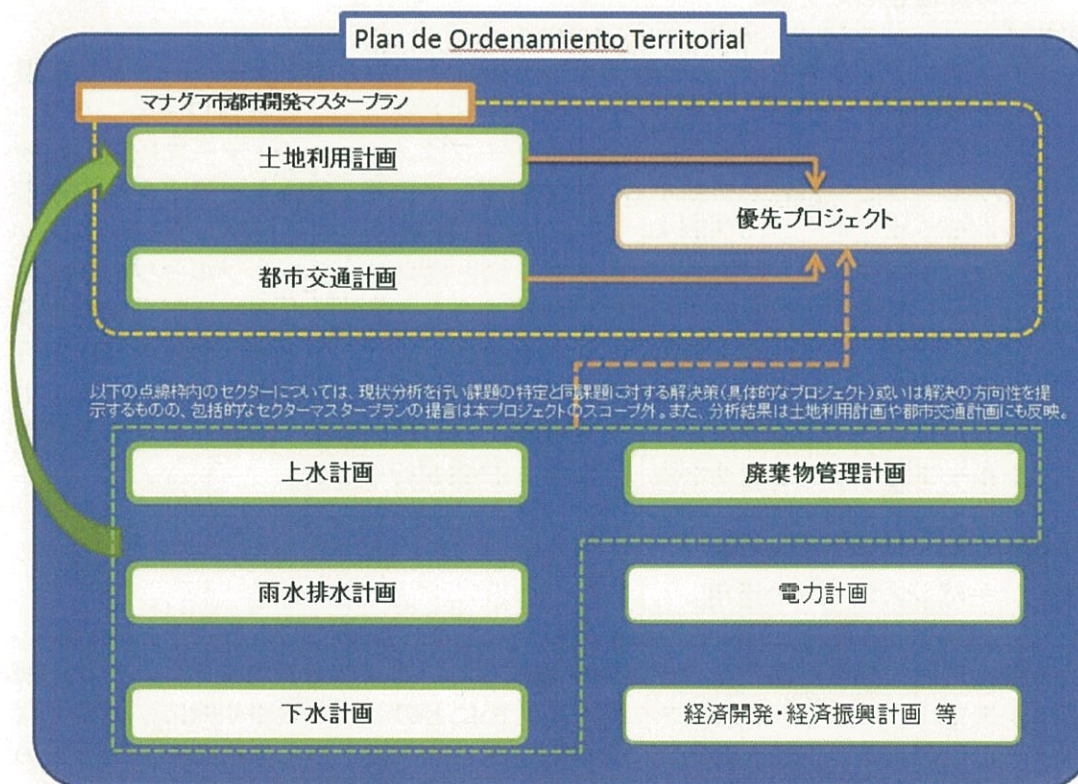 Plan de Ordenamiento Territorial
マナグア市都市開発マスタープラン
土地利用計画
優先プロジェクト
都市交通計画
以下の点線枠内のセクターについては、現状分析を行い課題の特定と同課題に対する解決策(具体的なプロジェクト)或いは解決の方向性を提
示するものの、包括的なセクターマスタープランの提言は本プロジェクトのスコープ外。また、分析結果は土地利用計画や都市交通計画にも反映。
上水計画
廃棄物管理計画
雨水排水計画
電力計画
下水計画
経済開発・経済振興計画 等